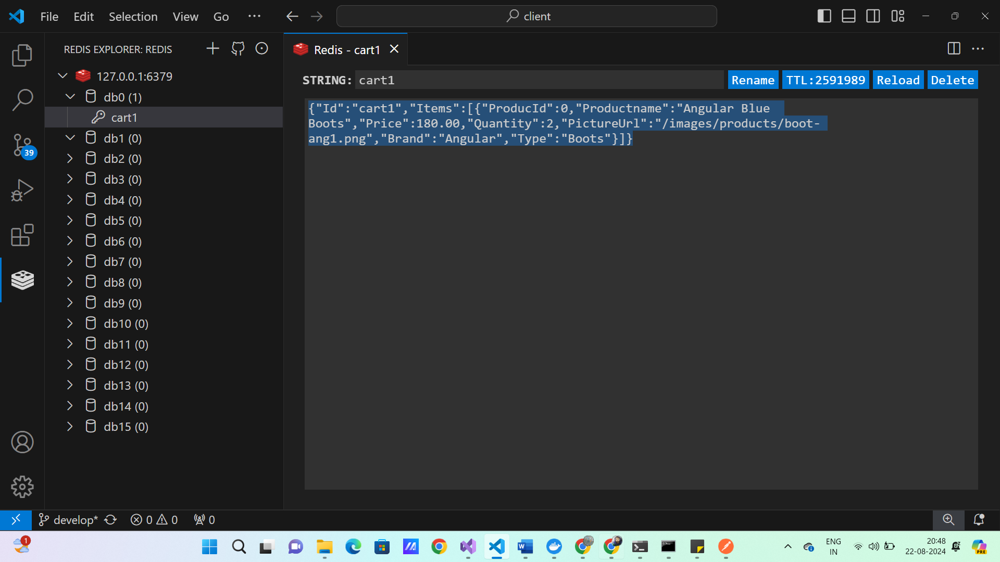 File Edit Selection View Go ... client
REDIS EXPLORER: REDIS
127.0.0.1:6379
db0 (1)
cart1
db1 (0)
db2 (0)
db3 (0)
db4 (0)
db5 (0)
db6 (0)
db7 (0)
db8 (0)
db9 (0)
db10 (0)
db11 (0)
db12 (0)
db13 (0)
db14 (0)
db15 (0)
39
Redis - cart1
STRING: cart1 Rename TTL:2591989 Reload Delete
{"Id":"cart1","Items":[{"ProducId":0,"Productname":"Angular Blue
Boots","Price":180.00,"Quantity":2,"PictureUrl":"/images/products/boot-
ang1.png","Brand":"Angular","Type":"Boots"}]}
develop* 0 0 0
1
W
ENG
IN
20:48
22-08-2024
PRE